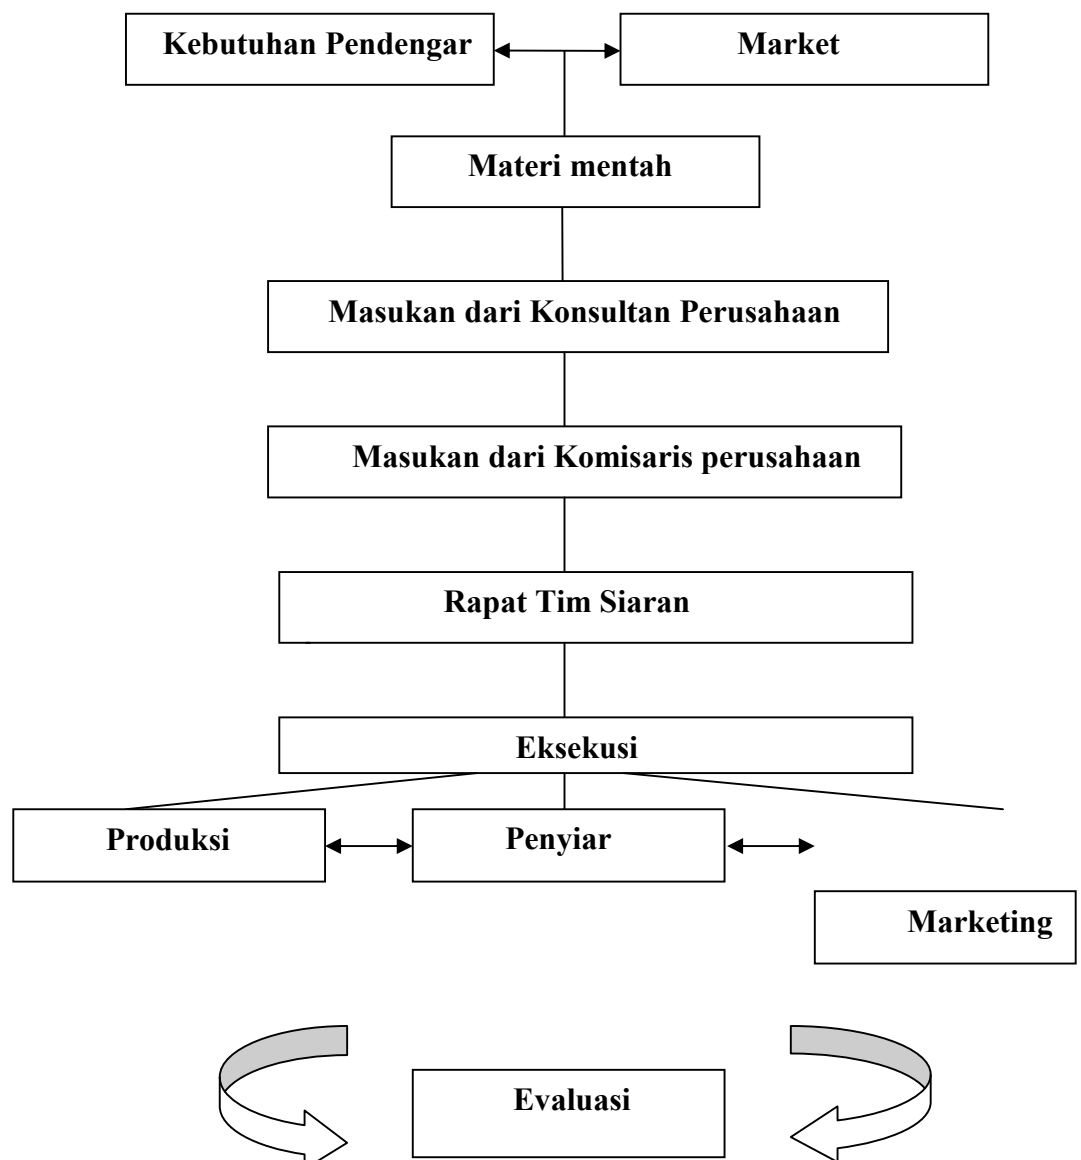 Kebutuhan Pendengar
Market
Materi mentah
Masukan dari Konsultan Perusahaan
Masukan dari Komisaris perusahaan
Rapat Tim Siaran
Eksekusi
Produksi
Penyiar
Marketing
Evaluasi